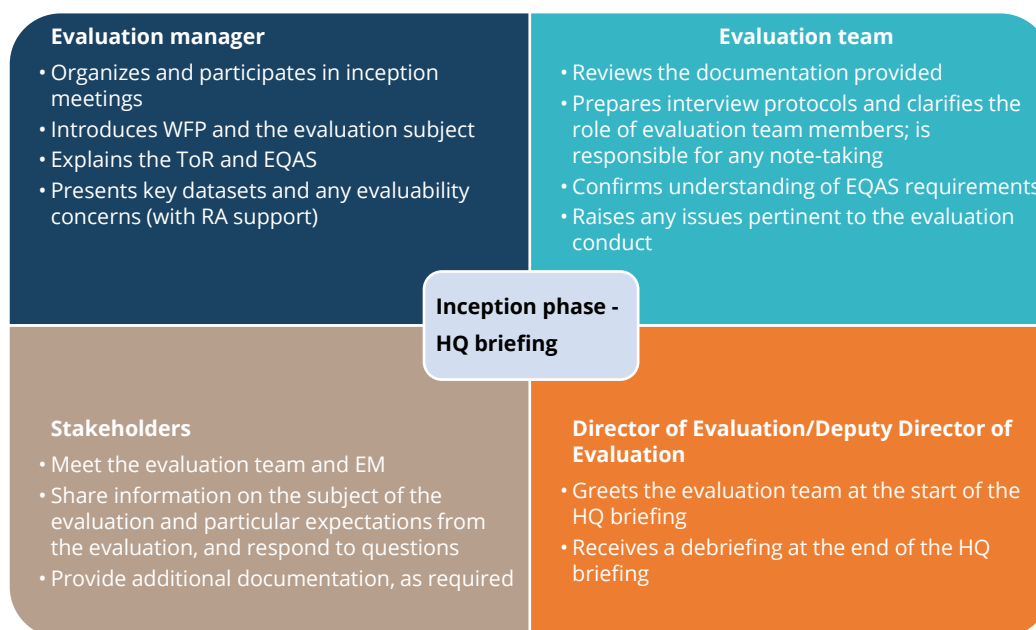 Evaluation manager
• Organizes and participates in inception
meetings
• Introduces WFP and the evaluation subject
• Explains the ToR and EQAS
• Presents key datasets and any evaluability
concerns (with RA support)
Evaluation team
• Reviews the documentation provided
• Prepares interview protocols and clarifies the
role of evaluation team members; is
responsible for any note-taking
• Confirms understanding of EQAS requirements
• Raises any issues pertinent to the evaluation
conduct
Inception phase -
HQ briefing
Stakeholders
• Meet the evaluation team and EM
• Share information on the subject of the
evaluation and particular expectations from
the evaluation, and respond to questions
• Provide additional documentation, as required
Director of Evaluation/Deputy Director of
Evaluation
• Greets the evaluation team at the start of the
HQ briefing
• Receives a debriefing at the end of the HQ
briefing